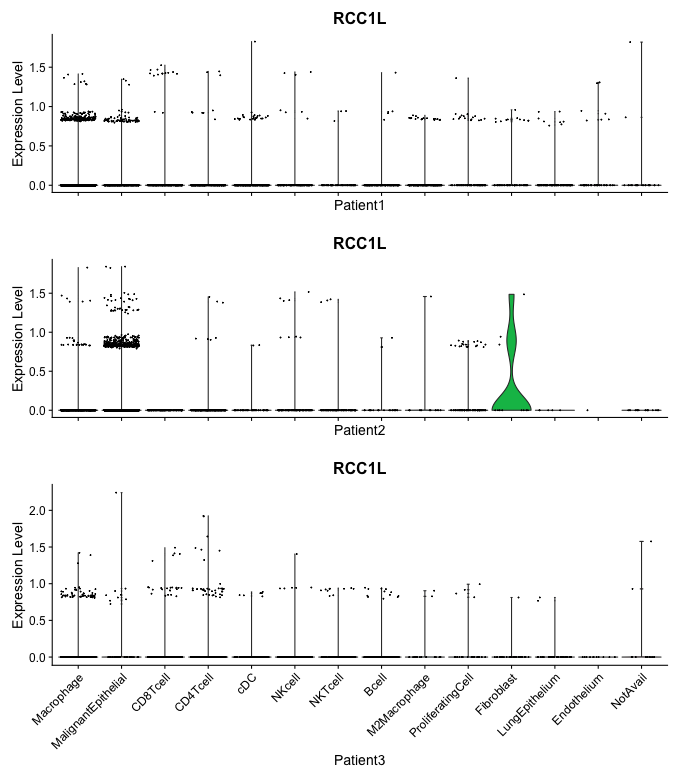 RCC1L
Expression Level
1.5
1.0
0.5
0.0
Patient1
RCC1L
Expression Level
1.5
1.0
0.5
0.0
Patient2
RCC1L
Expression Level
2.0
1.5
1.0
0.5
0.0
Macrophage
MalignantEpithelial
CD8Tcell
CD4Tcell
cDC
NKcell
NKTcell
Bcell
M2Macrophage
ProliferatingCell
Fibroblast
LungEpithelium
Endothelium
NotAvail
Patient3